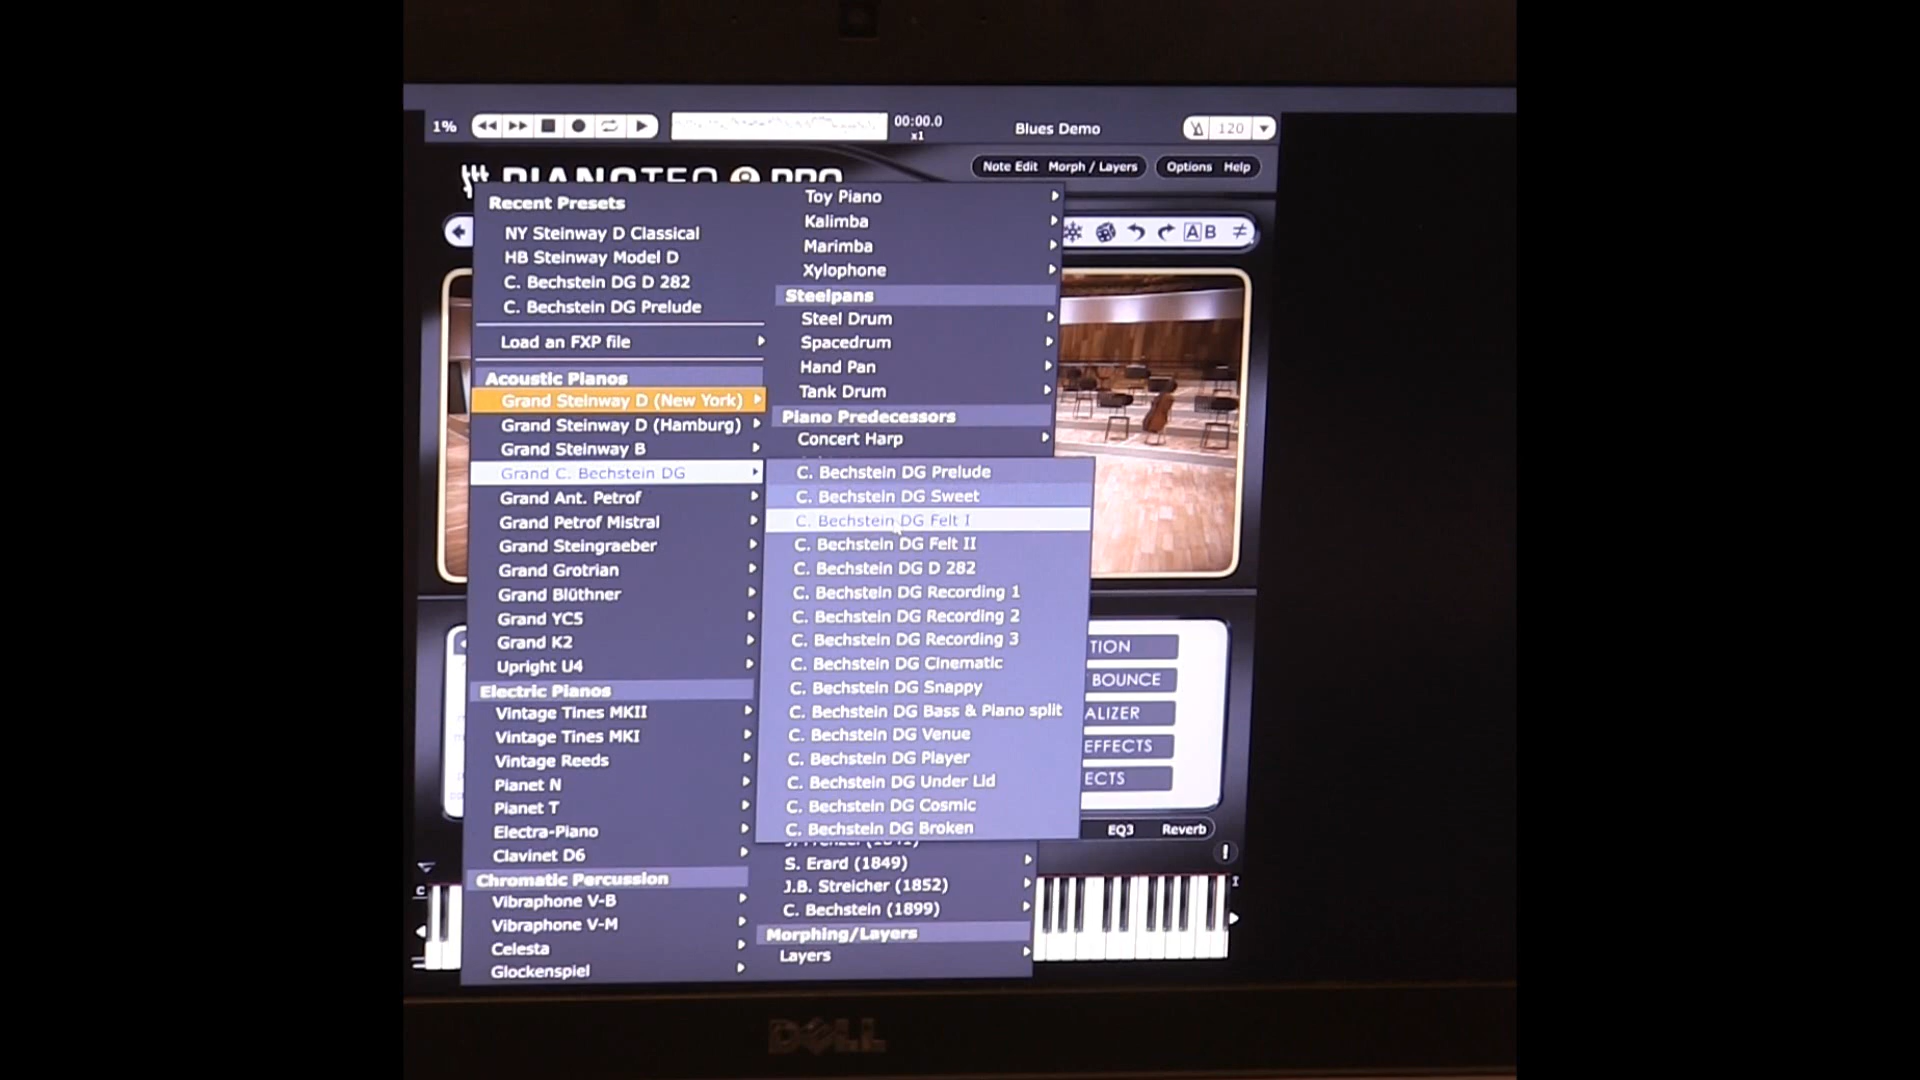 1%
00:00.0
x1
Blues Demo
120
PIANOTEQ 8 PRO
Note Edit Morph / Layers
Options Help
Recent Presets
NY Steinway D Classical
HB Steinway Model D
C. Bechstein DG D 282
C. Bechstein DG Prelude
Load an FXP file
Acoustic Pianos
Grand Steinway D (New York)
Grand Steinway D (Hamburg)
Grand Steinway B
Grand C. Bechstein DG
Grand Ant. Petrof
Grand Petrof Mistral
Grand Steingraeber
Grand Grotrian
Grand Blüthner
Grand YC5
Grand K2
Upright U4
Electric Pianos
Vintage Tines MKII
Vintage Tines MKI
Vintage Reeds
Pianet N
Pianet T
Electra-Piano
Clavinet D6
Chromatic Percussion
Vibraphone V-B
Vibraphone V-M
Celesta
Glockenspiel
Toy Piano
Kalimba
Marimba
Xylophone
Steelpans
Steel Drum
Spacedrum
Hand Pan
Tank Drum
Piano Predecessors
Concert Harp
C. Bechstein DG Prelude
C. Bechstein DG Sweet
C. Bechstein DG Felt I
C. Bechstein DG Felt II
C. Bechstein DG D 282
C. Bechstein DG Recording 1
C. Bechstein DG Recording 2
C. Bechstein DG Recording 3
C. Bechstein DG Cinematic
C. Bechstein DG Snappy
C. Bechstein DG Bass & Piano split
C. Bechstein DG Venue
C. Bechstein DG Player
C. Bechstein DG Under Lid
C. Bechstein DG Cosmic
C. Bechstein DG Broken
S. Erard (1849)
J.B. Streicher (1852)
C. Bechstein (1899)
Morphing/Layers
Layers
AB
TION
BOUNCE
ALIZER
EFFECTS
ECTS
EQ3 Reverb
!
C
DELL